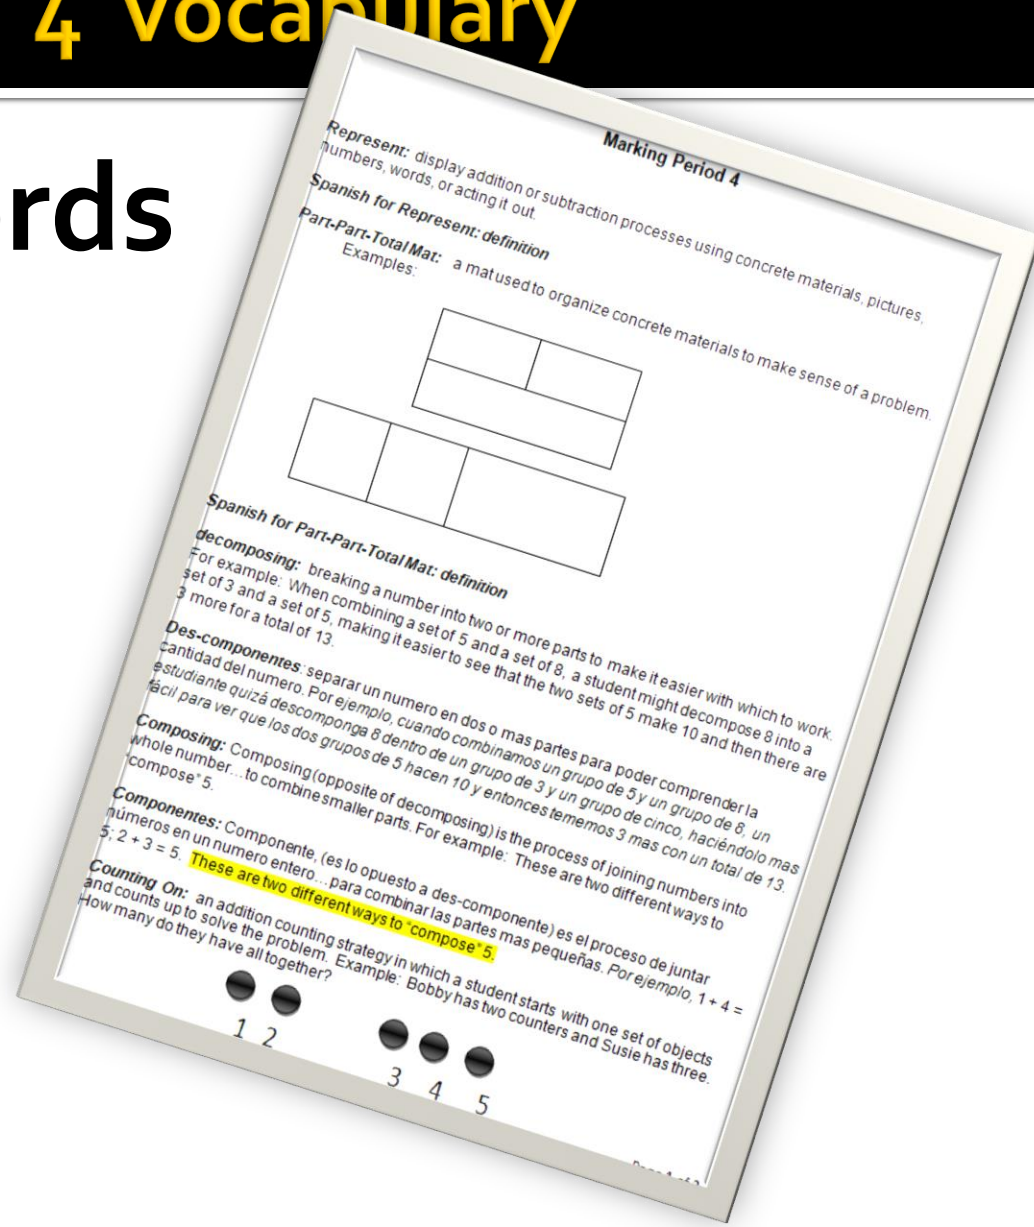 4 Vocabulary
rds
Marking Period 4
Represent: display addition or subtraction processes using concrete materials, pictures,
numbers, words, or acting it out.
Spanish for Represent: definition
Part-Part-Total Mat: a mat used to organize concrete materials to make sense of a problem.
Examples:
Spanish for Part-Part-Total Mat: definition
decomposing: breaking a number into two or more parts to make it easier with which to work.
For example: When combining a set of 5 and a set of 8, a student might decompose 8 into a
set of 3 and a set of 5, making it easier to see that the two sets of 5 make 10 and then there are
3 more for a total of 13.
Des-componentes: separar un numero en dos o mas partes para poder comprender la
cantidad del numero. Por ejemplo, cuando combinamos un grupo de 5 y un grupo de 8, un
estudiante quizá descomponga 8 dentro de un grupo de 3 y un grupo de cinco, haciéndolo mas
fácil para ver que los dos grupos de 5 hacen 10 y entonces tememos 3 mas con un total de 13.
Composing: Composing (opposite of decomposing) is the process of joining numbers into
whole number…to combine smaller parts. For example: These are two different ways to
“compose” 5.
Componentes: Componente, (es lo opuesto a des-componente) es el proceso de juntar
números en un numero entero…para combinar las partes mas pequeñas. Por ejemplo, 1 + 4 =
5; 2 + 3 = 5. These are two different ways to “compose” 5.
Counting On: an addition counting strategy in which a student starts with one set of objects
and counts up to solve the problem. Example: Bobby has two counters and Susie has three.
How many do they have all together?
1 2 3 4 5